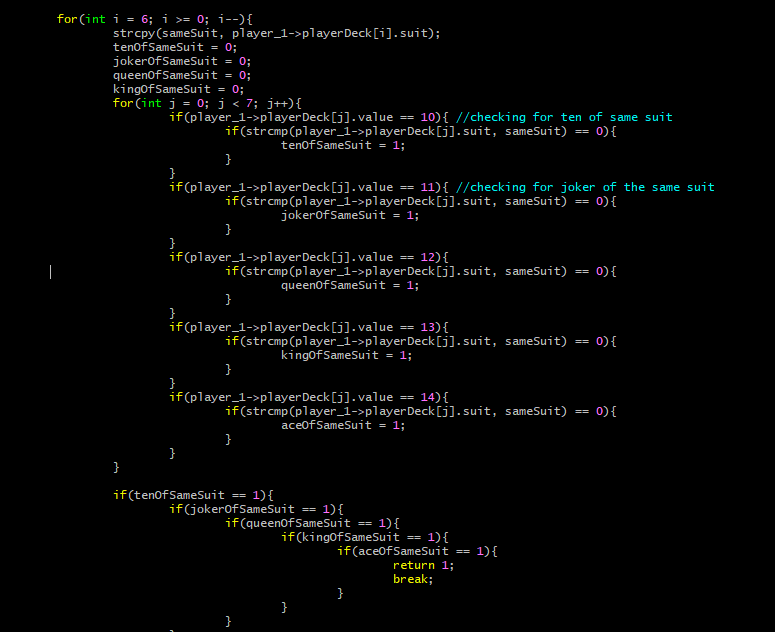 for(int i = 6; i >= 0; i--){
strcpy(sameSuit, player_1->playerDeck[i].suit);
tenOfSameSuit = 0;
jokerOfSameSuit = 0;
queenOfSameSuit = 0;
kingOfSameSuit = 0;
for(int j = 0; j < 7; j++){
if(player_1->playerDeck[j].value == 10){ //checking for ten of same suit
if(strcmp(player_1->playerDeck[j].suit, sameSuit) == 0){
tenOfSameSuit = 1;
}
}
if(player_1->playerDeck[j].value == 11){ //checking for joker of the same suit
if(strcmp(player_1->playerDeck[j].suit, sameSuit) == 0){
jokerOfSameSuit = 1;
}
}
if(player_1->playerDeck[j].value == 12){
if(strcmp(player_1->playerDeck[j].suit, sameSuit) == 0){
queenOfSameSuit = 1;
}
}
if(player_1->playerDeck[j].value == 13){
if(strcmp(player_1->playerDeck[j].suit, sameSuit) == 0){
kingOfSameSuit = 1;
}
}
if(player_1->playerDeck[j].value == 14){
if(strcmp(player_1->playerDeck[j].suit, sameSuit) == 0){
aceOfSameSuit = 1;
}
}
}
if(tenOfSameSuit == 1){
if(jokerOfSameSuit == 1){
if(queenOfSameSuit == 1){
if(kingOfSameSuit == 1){
if(aceOfSameSuit == 1){
return 1;
break;
}
}
}